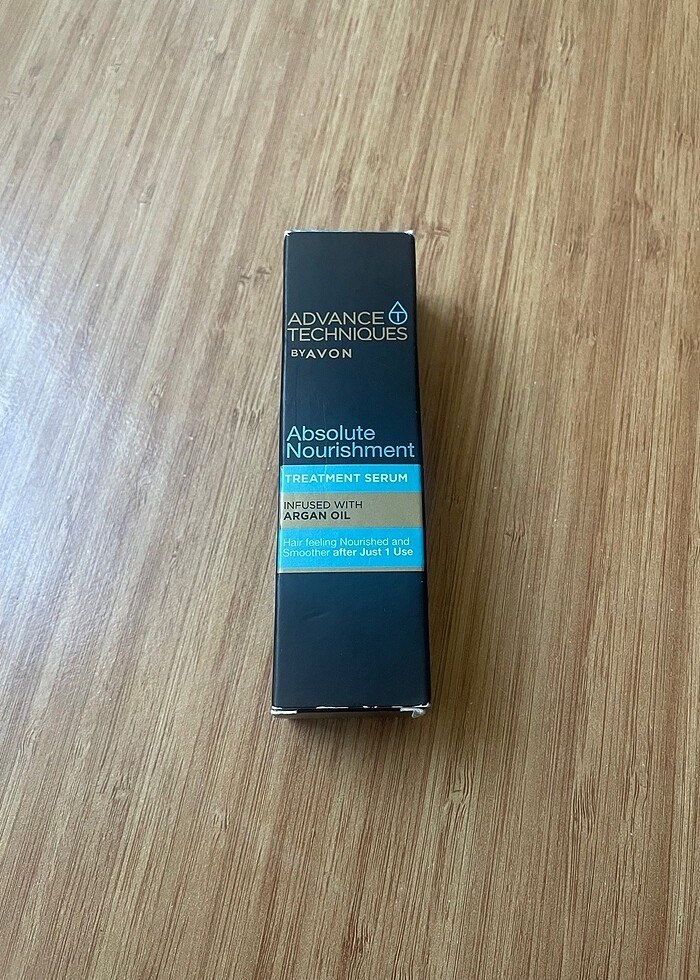 ADVANCE T
TECHNIQUES
BY AVON
Absolute
Nourishment
TREATMENT SERUM
INFUSED WITH
ARGAN OIL
Hair feeling Nourished and
Smoother after Just 1 Use